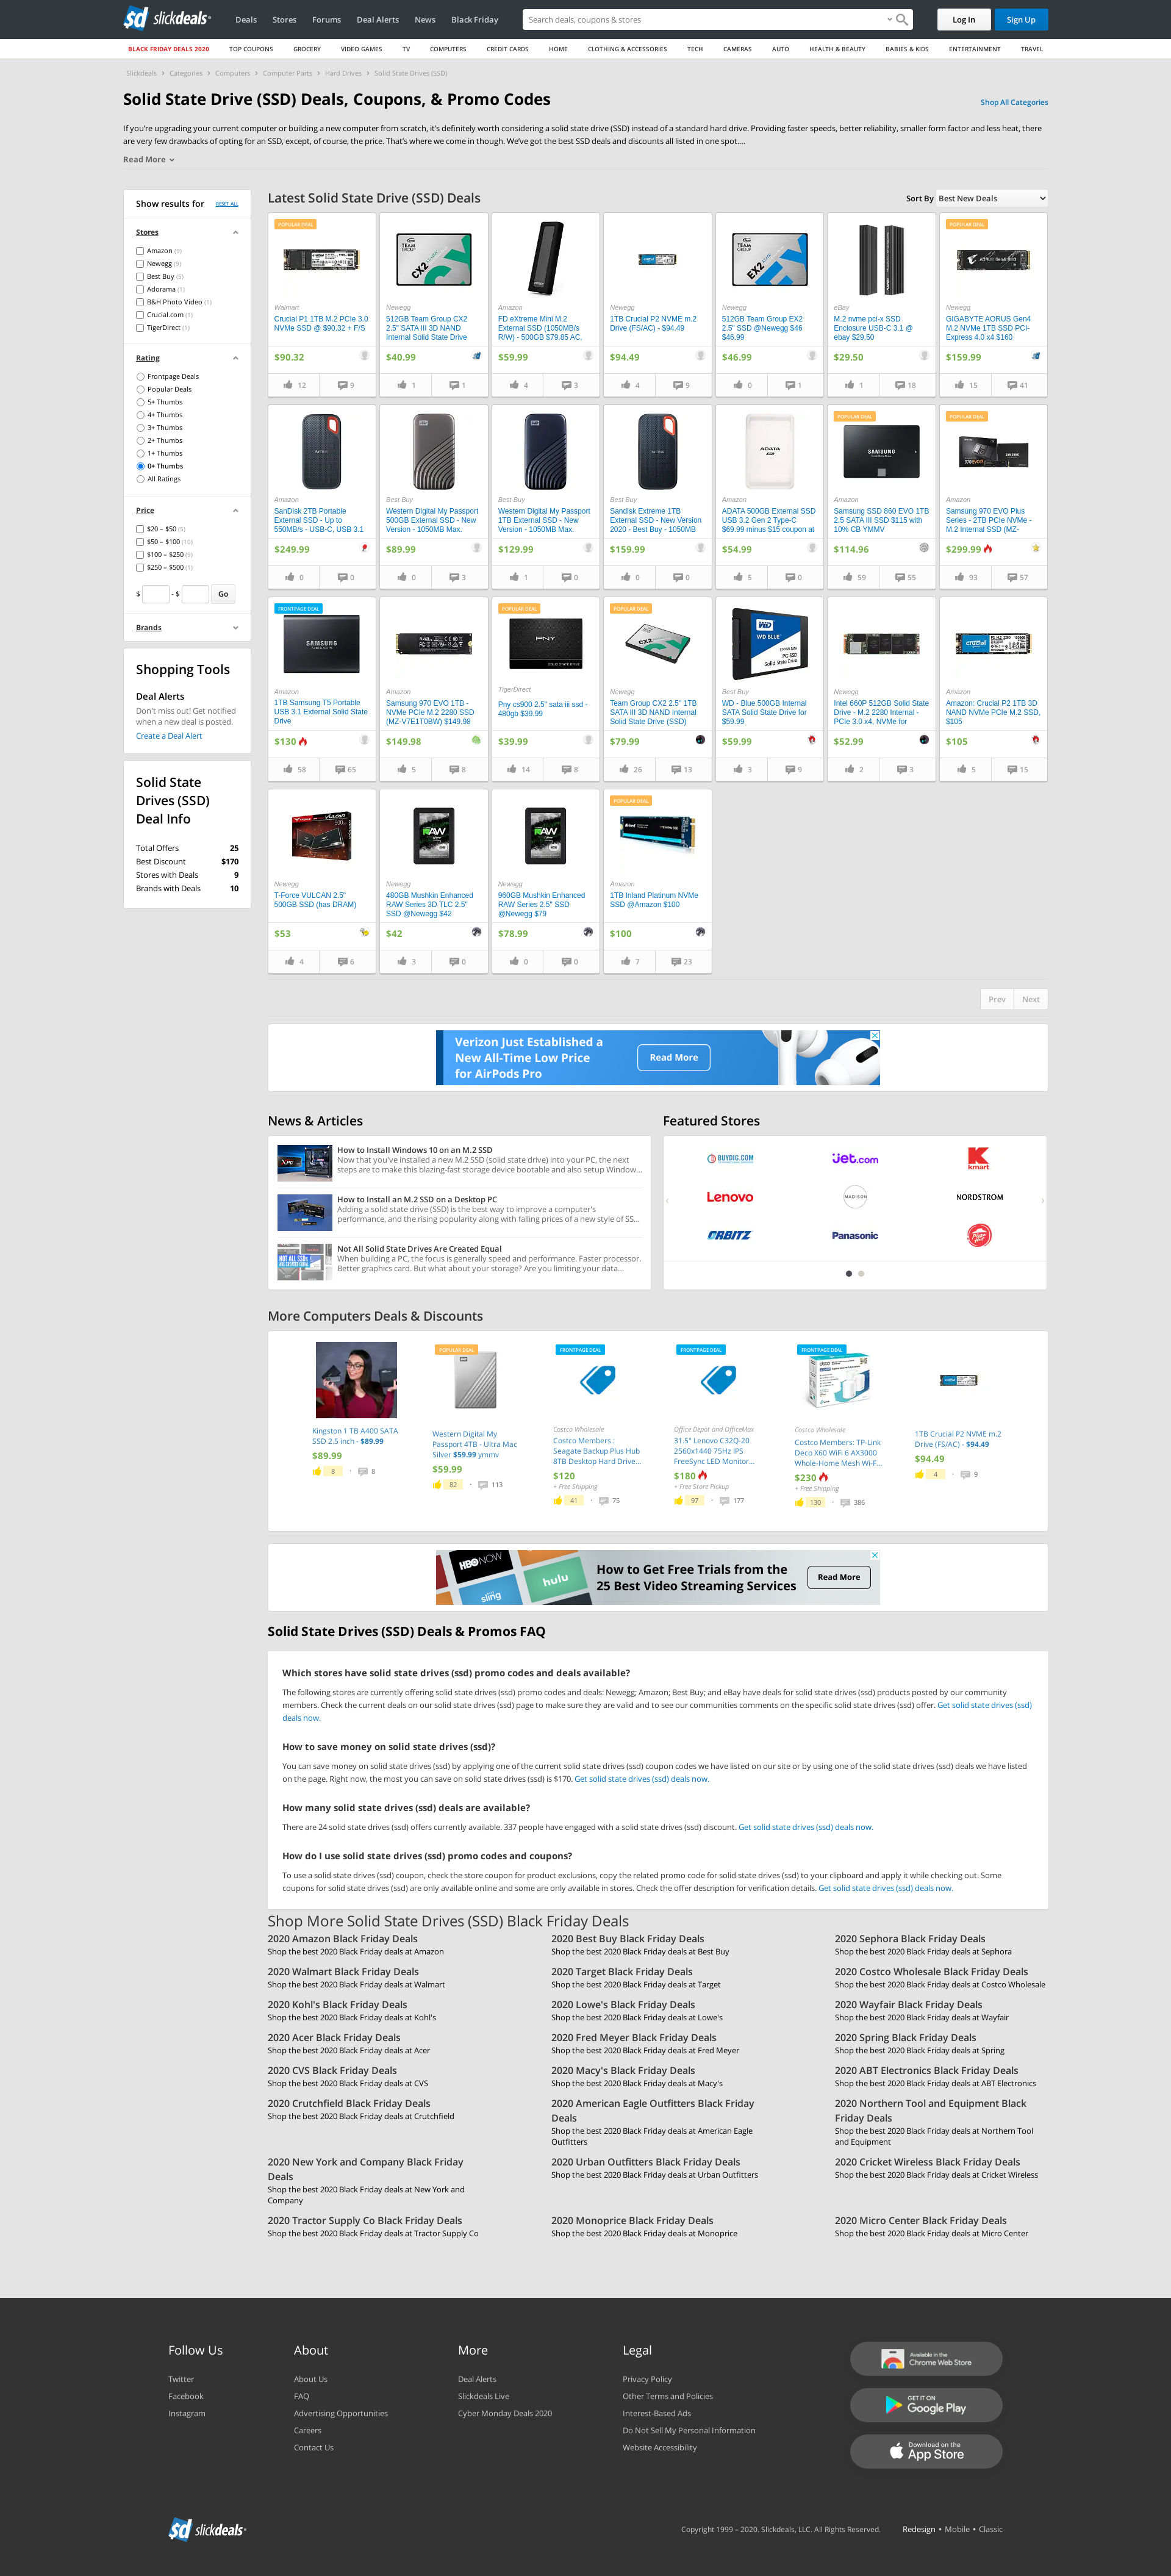 slickdeals
Deals Stores Forums Deal Alerts News Black Friday
Search deals, coupons & stores
Log In Sign Up
BLACK FRIDAY DEALS 2020 TOP COUPONS GROCERY VIDEO GAMES TV COMPUTERS CREDIT CARDS HOME CLOTHING & ACCESSORIES TECH CAMERAS AUTO HEALTH & BEAUTY BABIES & KIDS ENTERTAINMENT TRAVEL
Slickdeals › Categories › Computers › Computer Parts › Hard Drives › Solid State Drives (SSD)
Solid State Drive (SSD) Deals, Coupons, & Promo Codes
Shop All Categories
If you're upgrading your current computer or building a new computer from scratch, it's definitely worth considering a solid state drive (SSD) instead of a standard hard drive. Providing faster speeds, better reliability, smaller form factor and less heat, there
are very few drawbacks of opting for an SSD, except, of course, the price. That's where we come in though. We've got the best SSD deals and discounts all listed in one spot....
Read More
Show results for RESET ALL
Stores
Amazon (9)
Newegg (9)
Best Buy (5)
Adorama (1)
B&H Photo Video (1)
Crucial.com (1)
TigerDirect (1)
Rating
Frontpage Deals
Popular Deals
5+ Thumbs
4+ Thumbs
3+ Thumbs
2+ Thumbs
1+ Thumbs
0+ Thumbs
All Ratings
Price
$20 – $50 (5)
$50 – $100 (10)
$100 – $250 (9)
$250 – $500 (1)
$ - $ Go
Brands
Shopping Tools
Deal Alerts
Don't miss out! Get notified
when a new deal is posted.
Create a Deal Alert
Solid State
Drives (SSD)
Deal Info
Total Offers 25
Best Discount $170
Stores with Deals 9
Brands with Deals 10
Latest Solid State Drive (SSD) Deals
Sort By Best New Deals
POPULAR DEAL
Walmart
Crucial P1 1TB M.2 PCIe 3.0
NVMe SSD @ $90.32 + F/S
$90.32
12 9
Newegg
512GB Team Group CX2
2.5" SATA III 3D NAND
Internal Solid State Drive
$40.99
1 1
Amazon
FD eXtreme Mini M.2
External SSD (1050MB/s
R/W) - 500GB $79.85 AC,
$59.99
4 3
Newegg
1TB Crucial P2 NVME m.2
Drive (FS/AC) - $94.49
$94.49
4 9
Newegg
512GB Team Group EX2
2.5" SSD @Newegg $46
$46.99
$46.99
0 1
eBay
M.2 nvme pci-x SSD
Enclosure USB-C 3.1 @
ebay $29.50
$29.50
1 18
POPULAR DEAL
Newegg
GIGABYTE AORUS Gen4
M.2 NVMe 1TB SSD PCI-
Express 4.0 x4 $160
$159.99
15 41
Amazon
SanDisk 2TB Portable
External SSD - Up to
550MB/s - USB-C, USB 3.1
$249.99
0 0
Best Buy
Western Digital My Passport
500GB External SSD - New
Version - 1050MB Max.
$89.99
0 3
Best Buy
Western Digital My Passport
1TB External SSD - New
Version - 1050MB Max.
$129.99
1 0
Best Buy
Sandisk Extreme 1TB
External SSD - New Version
2020 - Best Buy - 1050MB
$159.99
0 0
ADATA
Amazon
ADATA 500GB External SSD
USB 3.2 Gen 2 Type-C
$69.99 minus $15 coupon at
$54.99
5 0
POPULAR DEAL
SAMSUNG
Amazon
Samsung SSD 860 EVO 1TB
2.5 SATA III SSD $115 with
10% CB YMMV
$114.96
59 55
POPULAR DEAL
Amazon
Samsung 970 EVO Plus
Series - 2TB PCIe NVMe -
M.2 Internal SSD (MZ-
$299.99
93 57
FRONTPAGE DEAL
SAMSUNG
Amazon
1TB Samsung T5 Portable
USB 3.1 External Solid State
Drive
$130
58 65
Amazon
Samsung 970 EVO 1TB -
NVMe PCIe M.2 2280 SSD
(MZ-V7E1T0BW) $149.98
$149.98
5 8
POPULAR DEAL
PNY
TigerDirect
Pny cs900 2.5" sata iii ssd -
480gb $39.99
$39.99
14 8
POPULAR DEAL
CX2
Newegg
Team Group CX2 2.5" 1TB
SATA III 3D NAND Internal
Solid State Drive (SSD)
$79.99
26 13
WD BLUE
Best Buy
WD - Blue 500GB Internal
SATA Solid State Drive for
$59.99
$59.99
3 9
Newegg
Intel 660P 512GB Solid State
Drive - M.2 2280 Internal -
PCIe 3.0 x4, NVMe for
$52.99
2 3
Amazon
Amazon: Crucial P2 1TB 3D
NAND NVMe PCIe M.2 SSD,
$105
$105
5 15
Newegg
T-Force VULCAN 2.5"
500GB SSD (has DRAM)
$53
4 6
RAW
Newegg
480GB Mushkin Enhanced
RAW Series 3D TLC 2.5"
SSD @Newegg $42
$42
3 0
RAW
Newegg
960GB Mushkin Enhanced
RAW Series 2.5" SSD
@Newegg $79
$78.99
0 0
POPULAR DEAL
Amazon
1TB Inland Platinum NVMe
SSD @Amazon $100
$100
7 23
Prev Next
Verizon Just Established a
New All-Time Low Price
for AirPods Pro
Read More
News & Articles
How to Install Windows 10 on an M.2 SSD
Now that you've installed a new M.2 SSD (solid state drive) into your PC, the next
steps are to make this blazing-fast storage device bootable and also setup Window...
How to Install an M.2 SSD on a Desktop PC
Adding a solid state drive (SSD) is the best way to improve a computer's
performance, and the rising popularity along with falling prices of a new style of SS...
Not All Solid State Drives Are Created Equal
When building a PC, the focus is generally speed and performance. Faster processor.
Better graphics card. But what about your storage? Are you limiting your data...
Featured Stores
BUYDIG.COM jet.com kmart
Lenovo MADISON NORDSTROM
ORBITZ Panasonic Pizza Hut
More Computers Deals & Discounts
Kingston 1 TB A400 SATA
SSD 2.5 inch - $89.99
$89.99
8 · 8
POPULAR DEAL
Western Digital My
Passport 4TB - Ultra Mac
Silver $59.99 ymmv
$59.99
82 · 113
FRONTPAGE DEAL
Costco Wholesale
Costco Members :
Seagate Backup Plus Hub
8TB Desktop Hard Drive...
$120
+ Free Shipping
41 · 75
FRONTPAGE DEAL
Office Depot and OfficeMax
31.5" Lenovo C32Q-20
2560x1440 75Hz IPS
FreeSync LED Monitor...
$180
+ Free Store Pickup
97 · 177
FRONTPAGE DEAL
Costco Wholesale
Costco Members: TP-Link
Deco X60 WiFi 6 AX3000
Whole-Home Mesh Wi-F...
$230
+ Free Shipping
130 · 386
1TB Crucial P2 NVME m.2
Drive (FS/AC) - $94.49
$94.49
4 · 9
HBO NOW
hulu
sling
How to Get Free Trials from the
25 Best Video Streaming Services
Read More
Solid State Drives (SSD) Deals & Promos FAQ
Which stores have solid state drives (ssd) promo codes and deals available?
The following stores are currently offering solid state drives (ssd) promo codes and deals: Newegg; Amazon; Best Buy; and eBay have deals for solid state drives (ssd) products posted by our community
members. Check the current deals on our solid state drives (ssd) page to make sure they are valid and to see our communities comments on the specific solid state drives (ssd) offer. Get solid state drives (ssd)
deals now.
How to save money on solid state drives (ssd)?
You can save money on solid state drives (ssd) by applying one of the current solid state drives (ssd) coupon codes we have listed on our site or by using one of the solid state drives (ssd) deals we have listed
on the page. Right now, the most you can save on solid state drives (ssd) is $170. Get solid state drives (ssd) deals now.
How many solid state drives (ssd) deals are available?
There are 24 solid state drives (ssd) offers currently available. 337 people have engaged with a solid state drives (ssd) discount. Get solid state drives (ssd) deals now.
How do I use solid state drives (ssd) promo codes and coupons?
To use a solid state drives (ssd) coupon, check the store coupon for product exclusions, copy the related promo code for solid state drives (ssd) to your clipboard and apply it while checking out. Some
coupons for solid state drives (ssd) are only available online and some are only available in stores. Check the offer description for verification details. Get solid state drives (ssd) deals now.
Shop More Solid State Drives (SSD) Black Friday Deals
2020 Amazon Black Friday Deals
Shop the best 2020 Black Friday deals at Amazon
2020 Best Buy Black Friday Deals
Shop the best 2020 Black Friday deals at Best Buy
2020 Sephora Black Friday Deals
Shop the best 2020 Black Friday deals at Sephora
2020 Walmart Black Friday Deals
Shop the best 2020 Black Friday deals at Walmart
2020 Target Black Friday Deals
Shop the best 2020 Black Friday deals at Target
2020 Costco Wholesale Black Friday Deals
Shop the best 2020 Black Friday deals at Costco Wholesale
2020 Kohl's Black Friday Deals
Shop the best 2020 Black Friday deals at Kohl's
2020 Lowe's Black Friday Deals
Shop the best 2020 Black Friday deals at Lowe's
2020 Wayfair Black Friday Deals
Shop the best 2020 Black Friday deals at Wayfair
2020 Acer Black Friday Deals
Shop the best 2020 Black Friday deals at Acer
2020 Fred Meyer Black Friday Deals
Shop the best 2020 Black Friday deals at Fred Meyer
2020 Spring Black Friday Deals
Shop the best 2020 Black Friday deals at Spring
2020 CVS Black Friday Deals
Shop the best 2020 Black Friday deals at CVS
2020 Macy's Black Friday Deals
Shop the best 2020 Black Friday deals at Macy's
2020 ABT Electronics Black Friday Deals
Shop the best 2020 Black Friday deals at ABT Electronics
2020 Crutchfield Black Friday Deals
Shop the best 2020 Black Friday deals at Crutchfield
2020 American Eagle Outfitters Black Friday
Deals
Shop the best 2020 Black Friday deals at American Eagle
Outfitters
2020 Northern Tool and Equipment Black
Friday Deals
Shop the best 2020 Black Friday deals at Northern Tool
and Equipment
2020 New York and Company Black Friday
Deals
Shop the best 2020 Black Friday deals at New York and
Company
2020 Urban Outfitters Black Friday Deals
Shop the best 2020 Black Friday deals at Urban Outfitters
2020 Cricket Wireless Black Friday Deals
Shop the best 2020 Black Friday deals at Cricket Wireless
2020 Tractor Supply Co Black Friday Deals
Shop the best 2020 Black Friday deals at Tractor Supply Co
2020 Monoprice Black Friday Deals
Shop the best 2020 Black Friday deals at Monoprice
2020 Micro Center Black Friday Deals
Shop the best 2020 Black Friday deals at Micro Center
Follow Us
Twitter
Facebook
Instagram
About
About Us
FAQ
Advertising Opportunities
Careers
Contact Us
More
Deal Alerts
Slickdeals Live
Cyber Monday Deals 2020
Legal
Privacy Policy
Other Terms and Policies
Interest-Based Ads
Do Not Sell My Personal Information
Website Accessibility
Available in the
Chrome Web Store
GET IT ON
Google Play
Download on the
App Store
slickdeals
Copyright 1999 – 2020. Slickdeals, LLC. All Rights Reserved. Redesign • Mobile • Classic